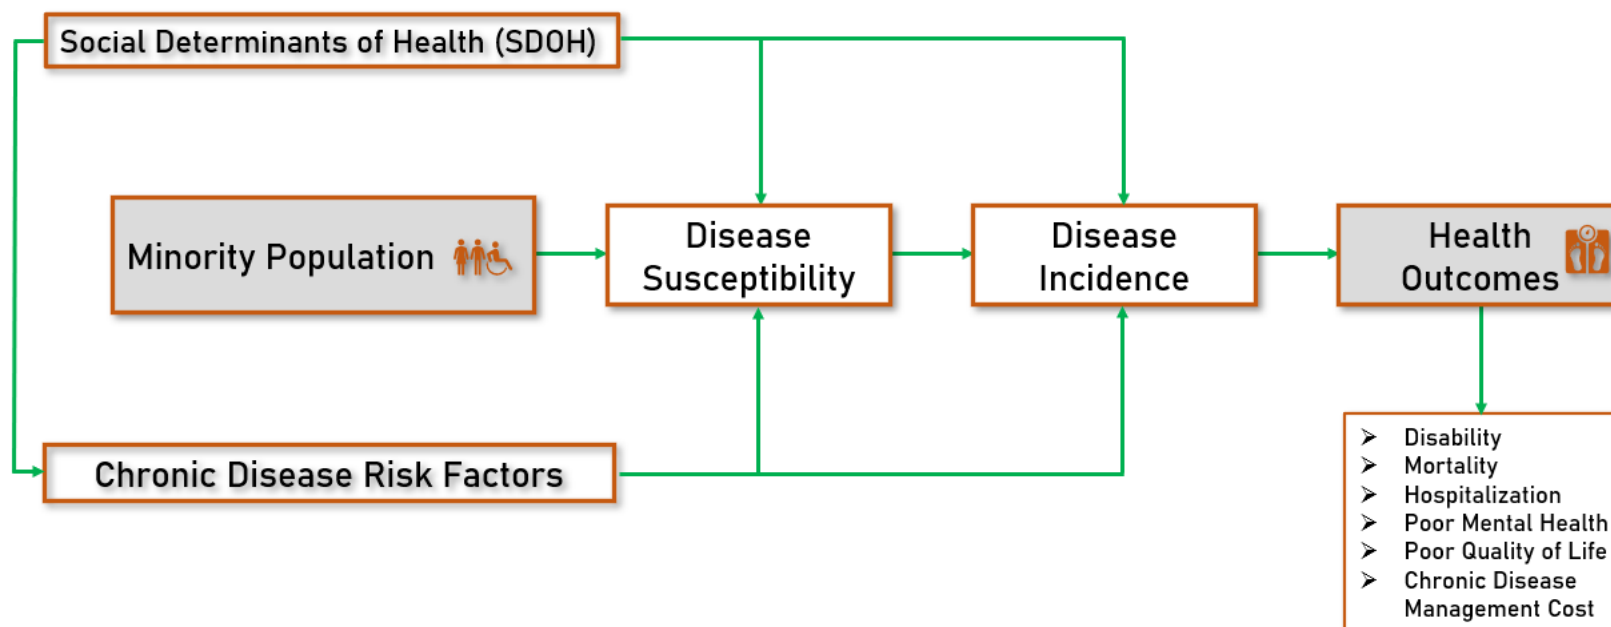 Social Determinants of Health (SDOH)
Minority Population
Disease
Susceptibility
Disease
Incidence
Health
Outcomes
Chronic Disease Risk Factors
➢ Disability
➢ Mortality
➢ Hospitalization
➢ Poor Mental Health
➢ Poor Quality of Life
➢ Chronic Disease
Management Cost